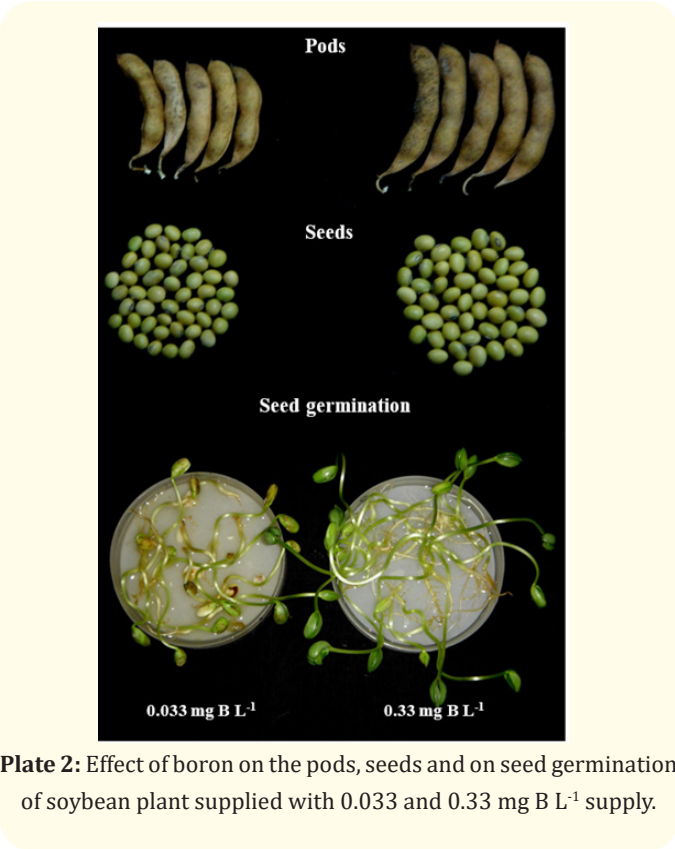 Pods
Seeds
Seed germination
0.033 mg B L⁻¹ 0.33 mg B L⁻¹
Plate 2: Effect of boron on the pods, seeds and on seed germination
of soybean plant supplied with 0.033 and 0.33 mg B L⁻¹ supply.